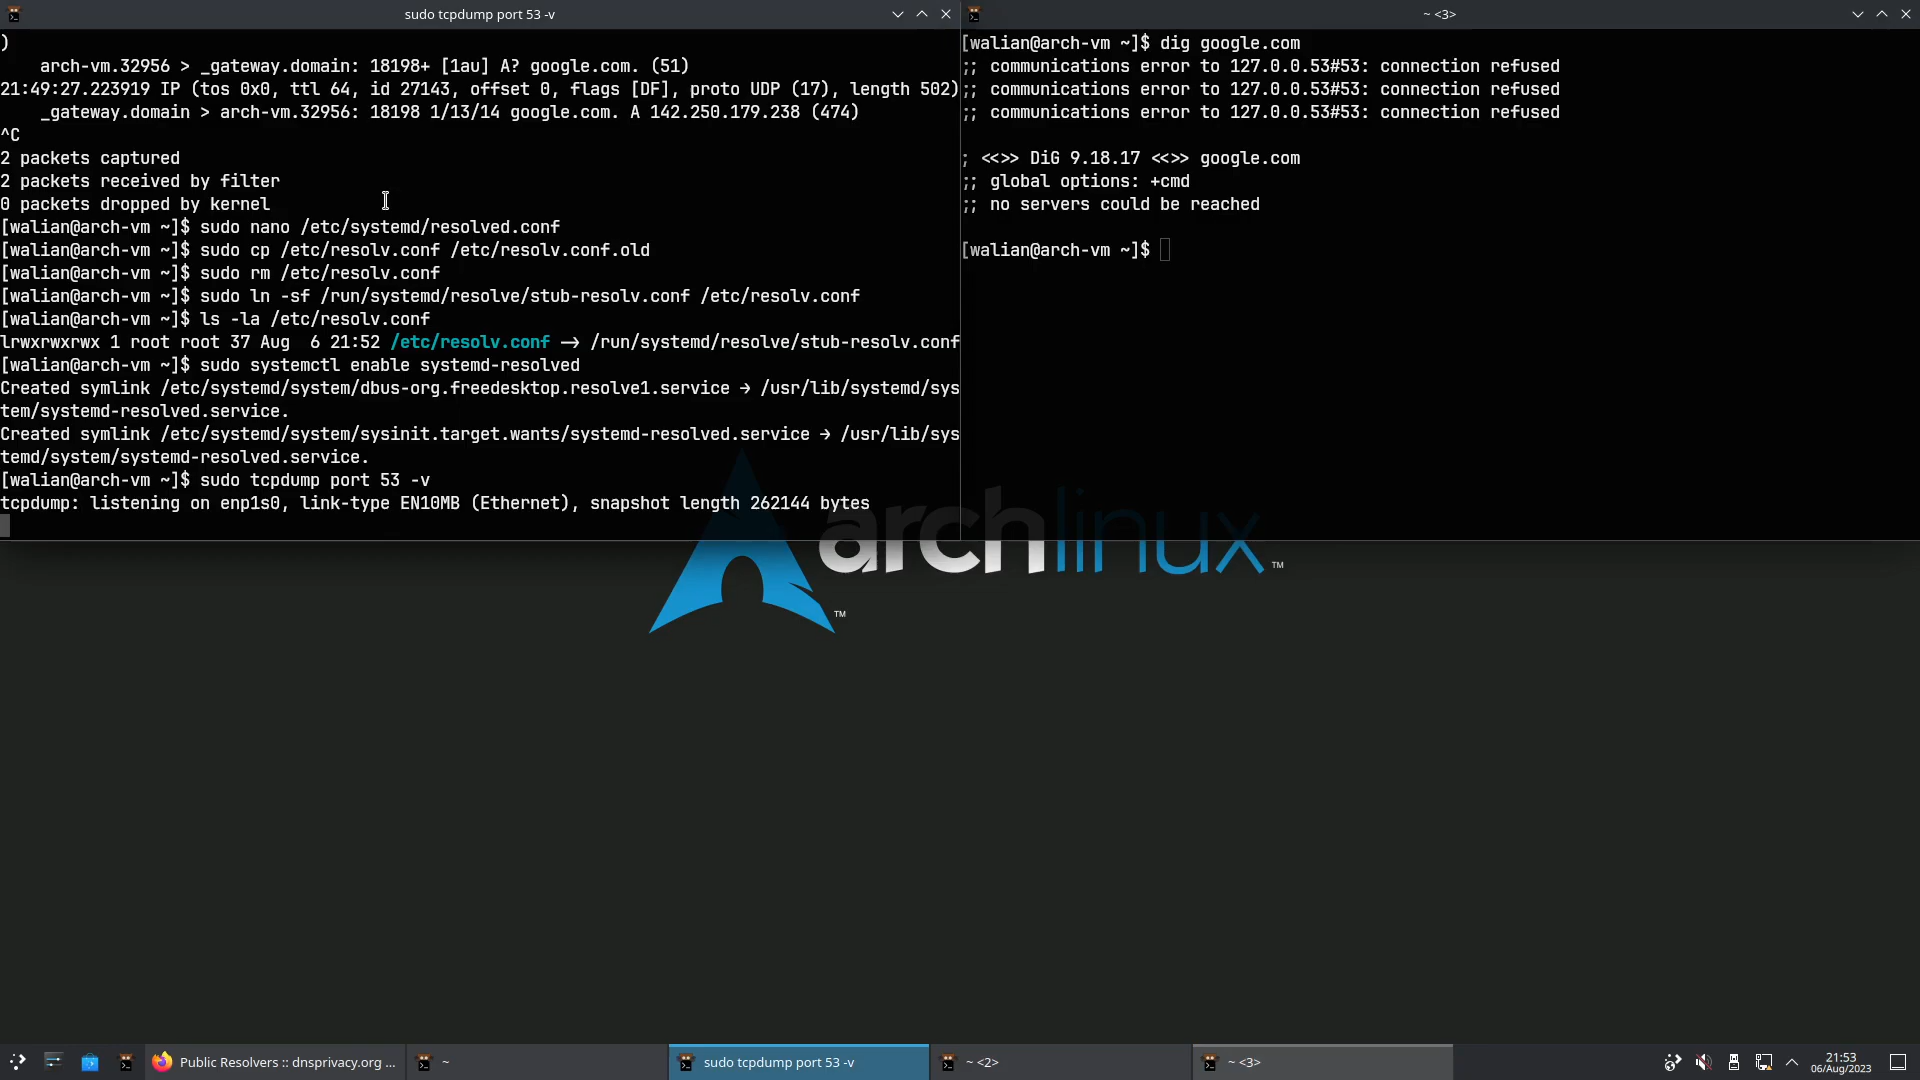 sudo tcpdump port 53 -v
)
arch-vm.32956 > _gateway.domain: 18198+ [1au] A? google.com. (51)
21:49:27.223919 IP (tos 0x0, ttl 64, id 27143, offset 0, flags [DF], proto UDP (17), length 502)
_gateway.domain > arch-vm.32956: 18198 1/13/14 google.com. A 142.250.179.238 (474)
^C
2 packets captured
2 packets received by filter
0 packets dropped by kernel
[walian@arch-vm ~]$ sudo nano /etc/systemd/resolved.conf
[walian@arch-vm ~]$ sudo cp /etc/resolv.conf /etc/resolv.conf.old
[walian@arch-vm ~]$ sudo rm /etc/resolv.conf
[walian@arch-vm ~]$ sudo ln -sf /run/systemd/resolve/stub-resolv.conf /etc/resolv.conf
[walian@arch-vm ~]$ ls -la /etc/resolv.conf
lrwxrwxrwx 1 root root 37 Aug  6 21:52 /etc/resolv.conf -> /run/systemd/resolve/stub-resolv.conf
[walian@arch-vm ~]$ sudo systemctl enable systemd-resolved
Created symlink /etc/systemd/system/dbus-org.freedesktop.resolve1.service → /usr/lib/systemd/sys
tem/systemd-resolved.service.
Created symlink /etc/systemd/system/sysinit.target.wants/systemd-resolved.service → /usr/lib/sys
temd/system/systemd-resolved.service.
[walian@arch-vm ~]$ sudo tcpdump port 53 -v
tcpdump: listening on enp1s0, link-type EN10MB (Ethernet), snapshot length 262144 bytes
~ <3>
[walian@arch-vm ~]$ dig google.com
;; communications error to 127.0.0.53#53: connection refused
;; communications error to 127.0.0.53#53: connection refused
;; communications error to 127.0.0.53#53: connection refused
; <<>> DiG 9.18.17 <<>> google.com
;; global options: +cmd
;; no servers could be reached
[walian@arch-vm ~]$
archlinux™
™
Public Resolvers :: dnsprivacy.org ...
~
sudo tcpdump port 53 -v
~ <2>
~ <3>
21:53
06/Aug/2023